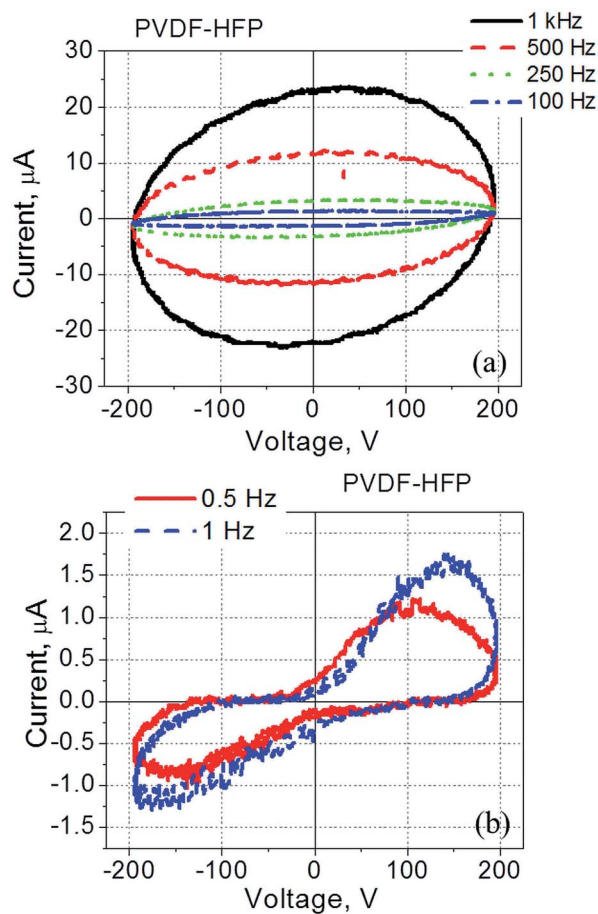 PVDF-HFP
1 kHz
500 Hz
250 Hz
100 Hz
30
20
10
0
-10
-20
-30
Current, μA
(a)
-200 -100 0 100 200
Voltage, V
PVDF-HFP
0.5 Hz
1 Hz
2.0
1.5
1.0
0.5
0.0
-0.5
-1.0
-1.5
Current, μA
(b)
-200 -100 0 100 200
Voltage, V